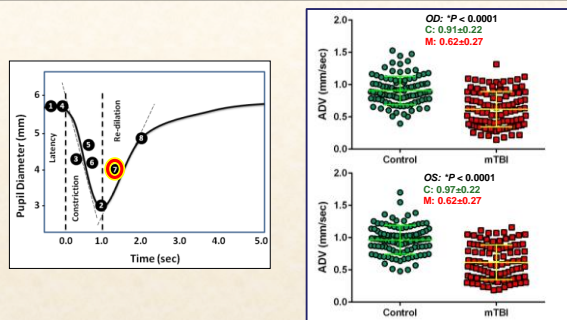 Pupil Diameter (mm)
6
5
4
3
Latency
Constriction
Re-dilation
1
4
5
3
6
7
8
2
0.0 1.0 2.0 3.0 4.0 5.0
Time (sec)
OD: *P < 0.0001
C: 0.91±0.22
M: 0.62±0.27
ADV (mm/sec)
2.0
1.5
1.0
0.5
0.0
Control mTBI
OS: *P < 0.0001
C: 0.97±0.22
M: 0.62±0.27
ADV (mm/sec)
2.0
1.5
1.0
0.5
0.0
Control mTBI